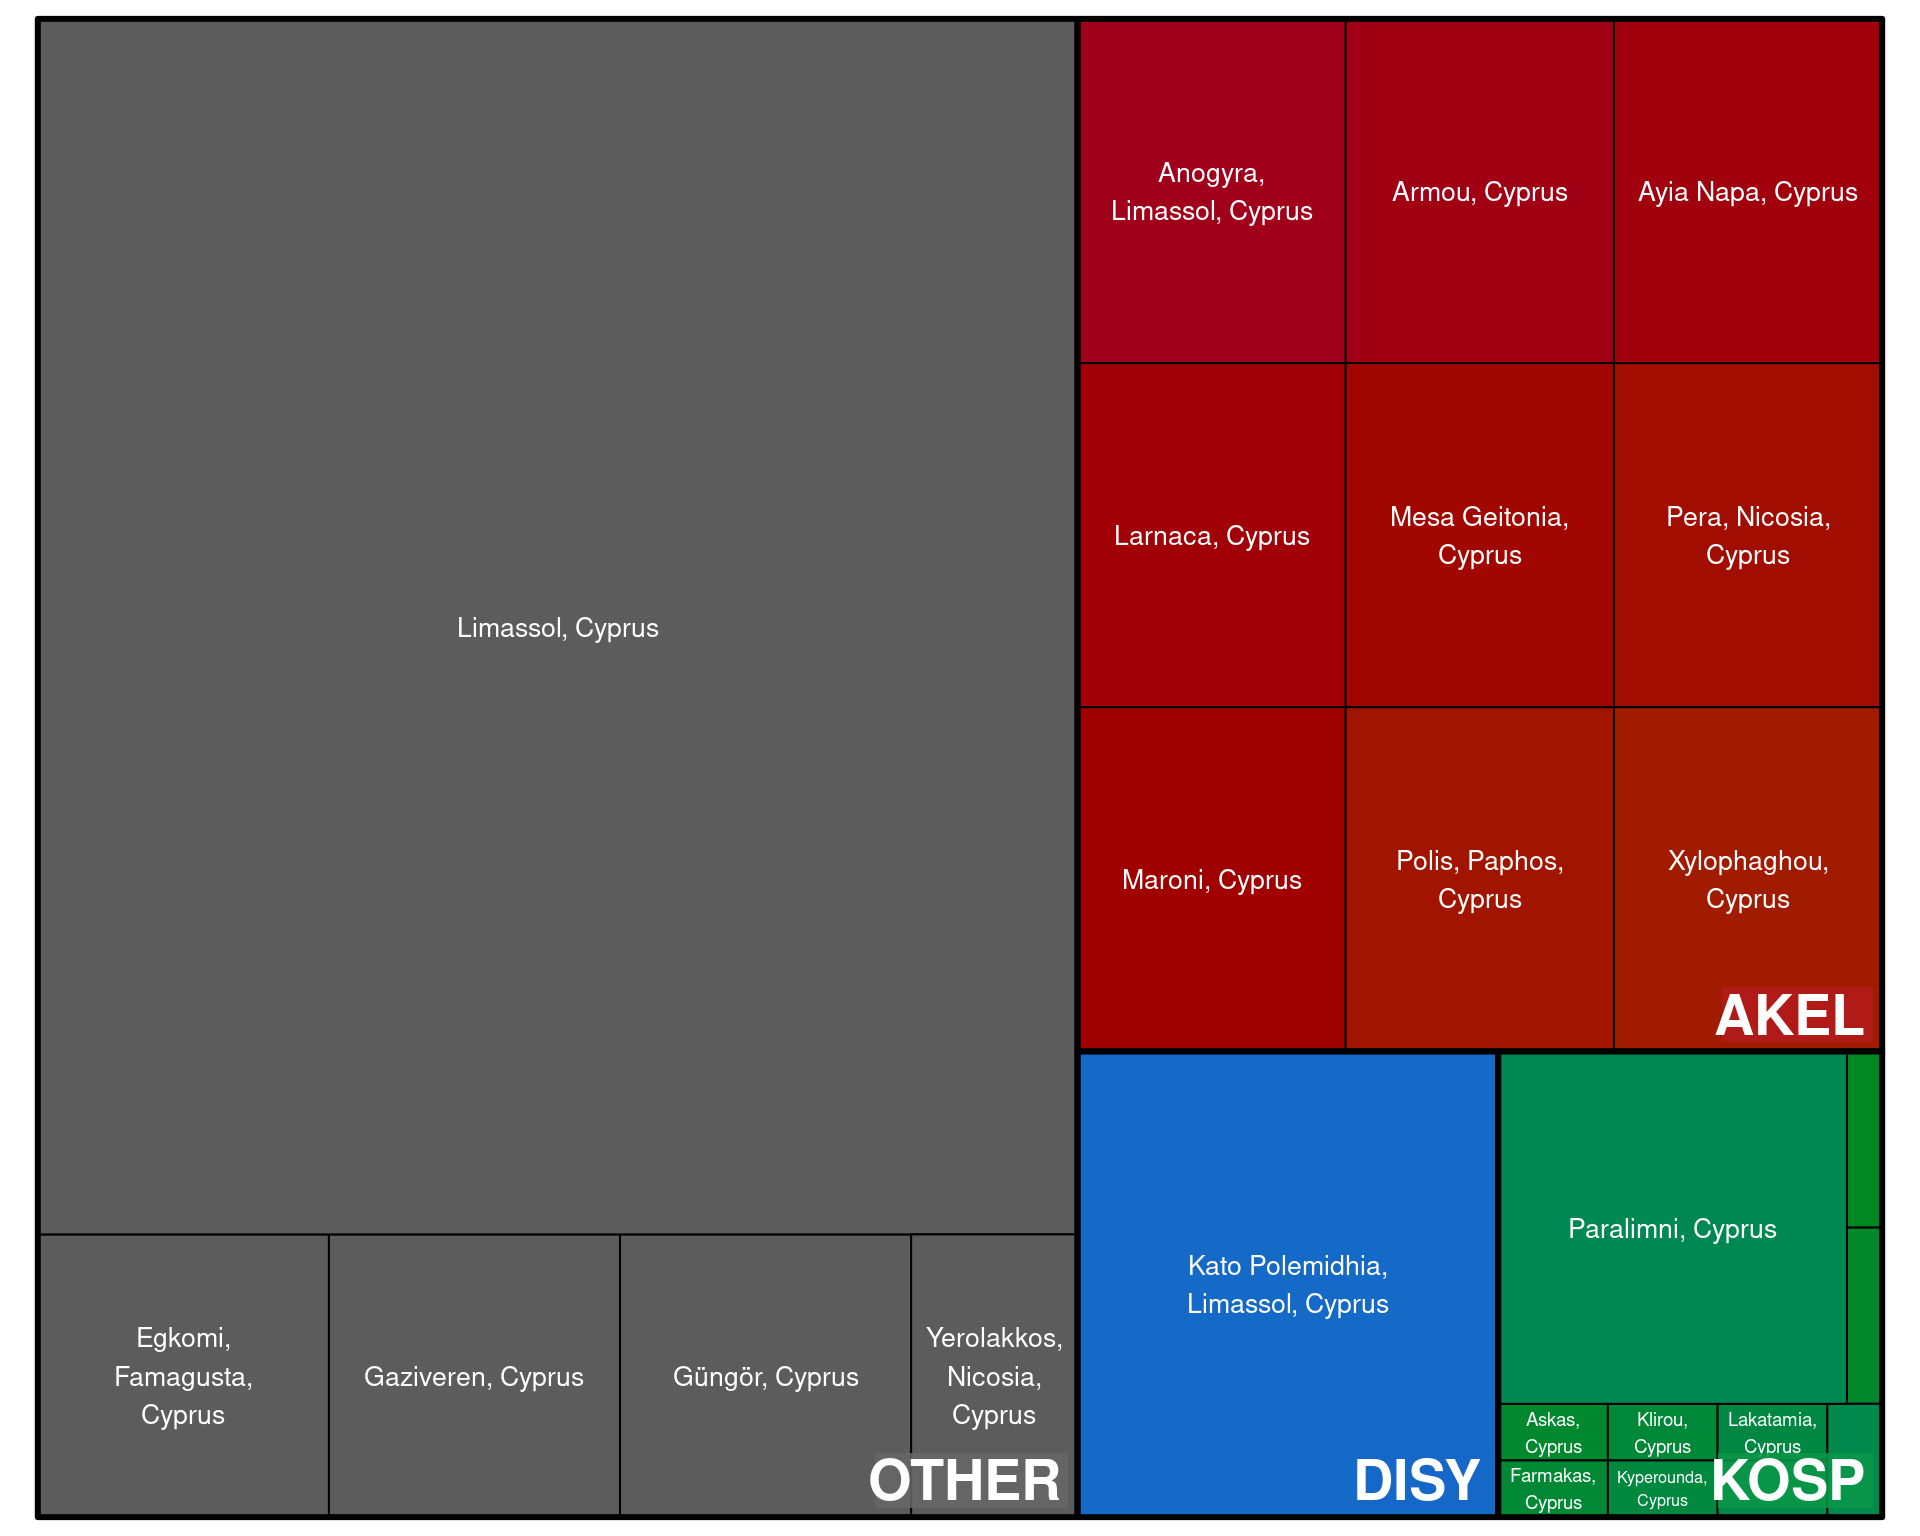 Limassol, Cyprus
Egkomi,
Famagusta,
Cyprus
Gaziveren, Cyprus
Güngör, Cyprus
Yerolakkos,
Nicosia,
Cyprus
OTHER
Anogyra,
Limassol, Cyprus
Armou, Cyprus
Ayia Napa, Cyprus
Larnaca, Cyprus
Mesa Geitonia,
Cyprus
Pera, Nicosia,
Cyprus
Maroni, Cyprus
Polis, Paphos,
Cyprus
Xylophaghou,
Cyprus
AKEL
Kato Polemidhia,
Limassol, Cyprus
DISY
Paralimni, Cyprus
Askas,
Cyprus
Klirou,
Cyprus
Lakatamia,
Cyprus
Farmakas,
Cyprus
Kyperounda,
Cyprus
KOSP